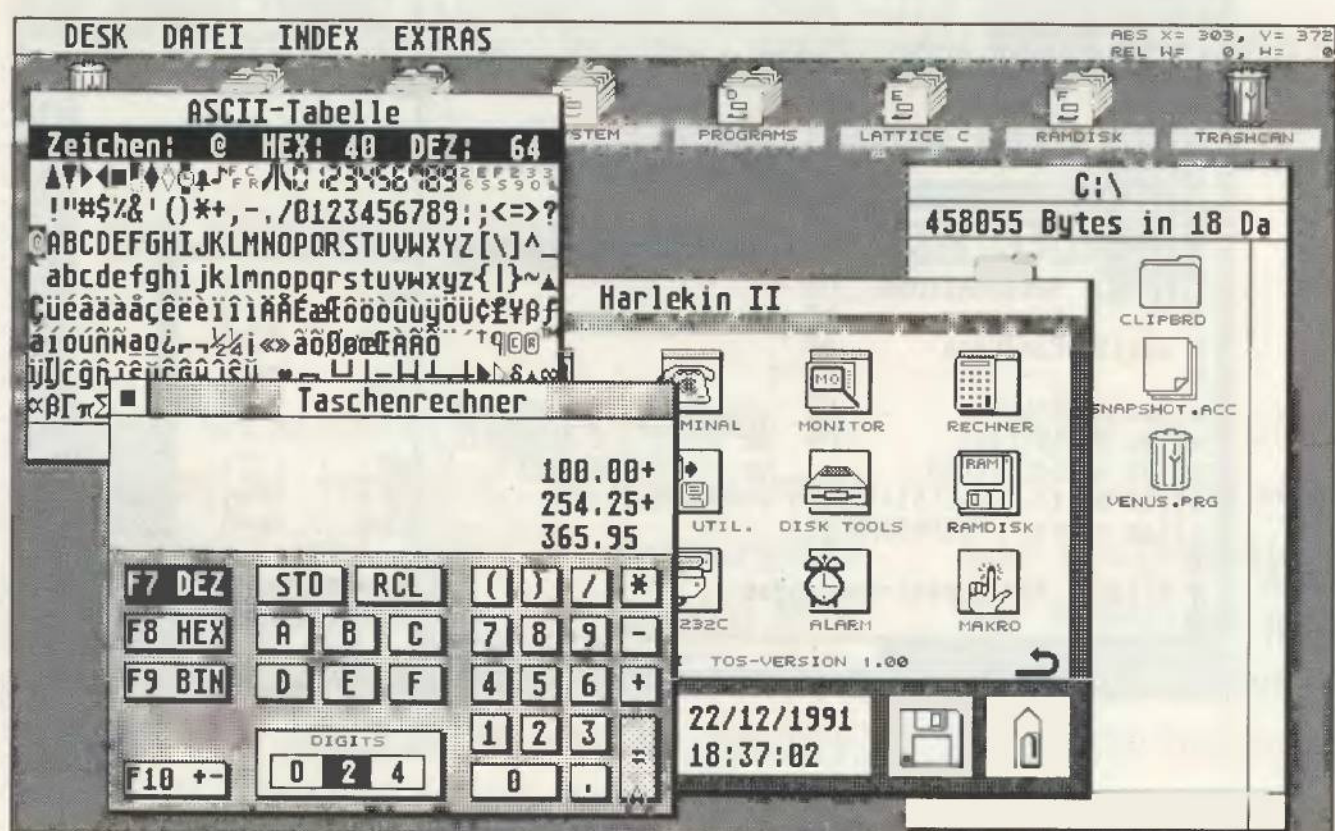 DESK DATEI INDEX EXTRAS
ABS X= 303, Y= 372
REL W= 0, H= 0
ASCII-Tabelle
Zeichen: @ HEX: 40 DEZ: 64
!"#$%&'()*+,-./0123456789:;<=>?
@ABCDEFGHIJKLMNOPQRSTUVWXYZ[\]^_
abcdefghijklmnopqrstuvwxyz{|}~
YSTEM
PROGRAMS
LATTICE C
RAMDISK
TRASHCAN
C:\
458055 Bytes in 18 Da
CLIPBRD
SNAPSHOT.ACC
VENUS.PRG
Harlekin II
MINAL
MONITOR
RECHNER
UTIL.
DISK TOOLS
RAMDISK
232C
ALARM
MAKRO
TOS-VERSION 1.00
22/12/1991
18:37:02
Taschenrechner
100.00+
254.25+
365.95
F7 DEZ STO RCL ( ) / *
F8 HEX A B C 7 8 9 -
F9 BIN D E F 4 5 6 +
DIGITS 1 2 3 =
F10 +- 0 2 4 0 .